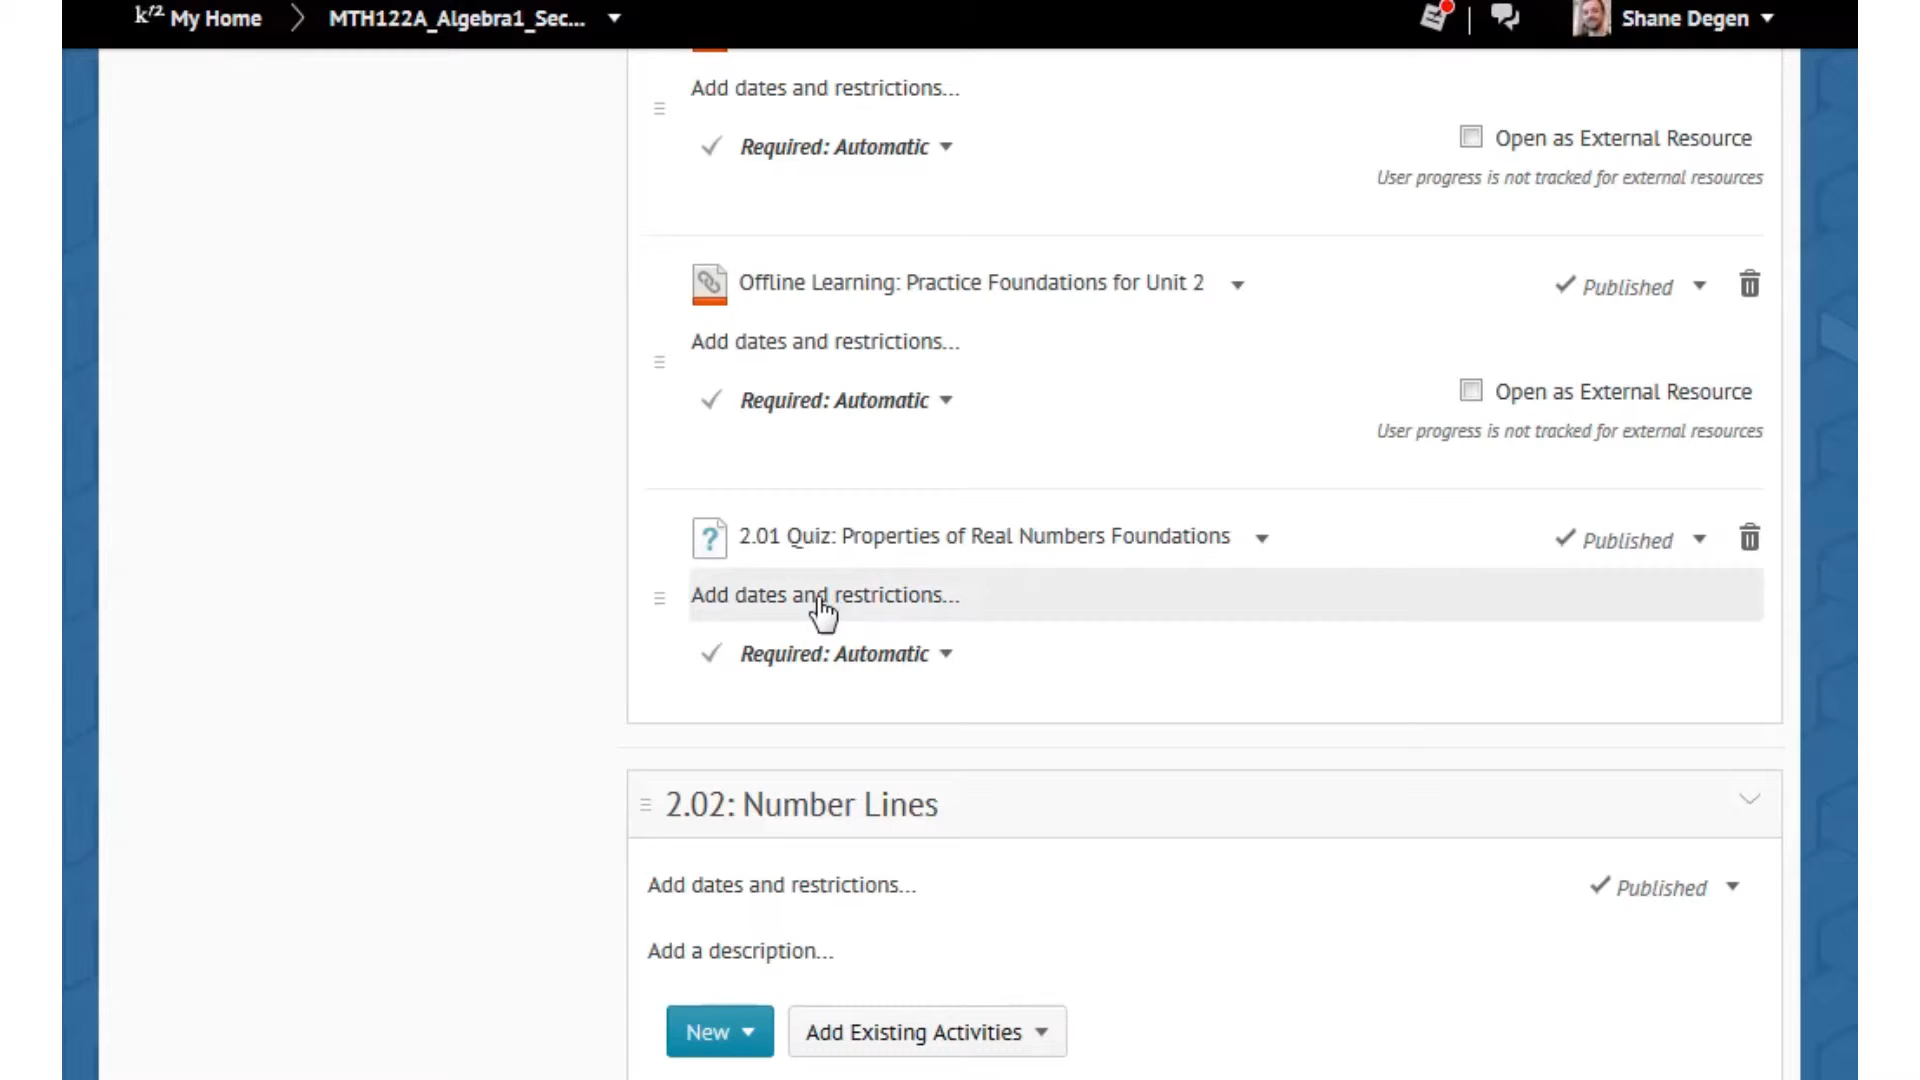 k12 My Home MTH122A_Algebra1_Sec... Shane Degen
Add dates and restrictions...
Required: Automatic
Open as External Resource
User progress is not tracked for external resources
Offline Learning: Practice Foundations for Unit 2
Published
Add dates and restrictions...
Required: Automatic
Open as External Resource
User progress is not tracked for external resources
2.01 Quiz: Properties of Real Numbers Foundations
Published
Add dates and restrictions...
Required: Automatic
2.02: Number Lines
Add dates and restrictions...
Published
Add a description...
New
Add Existing Activities